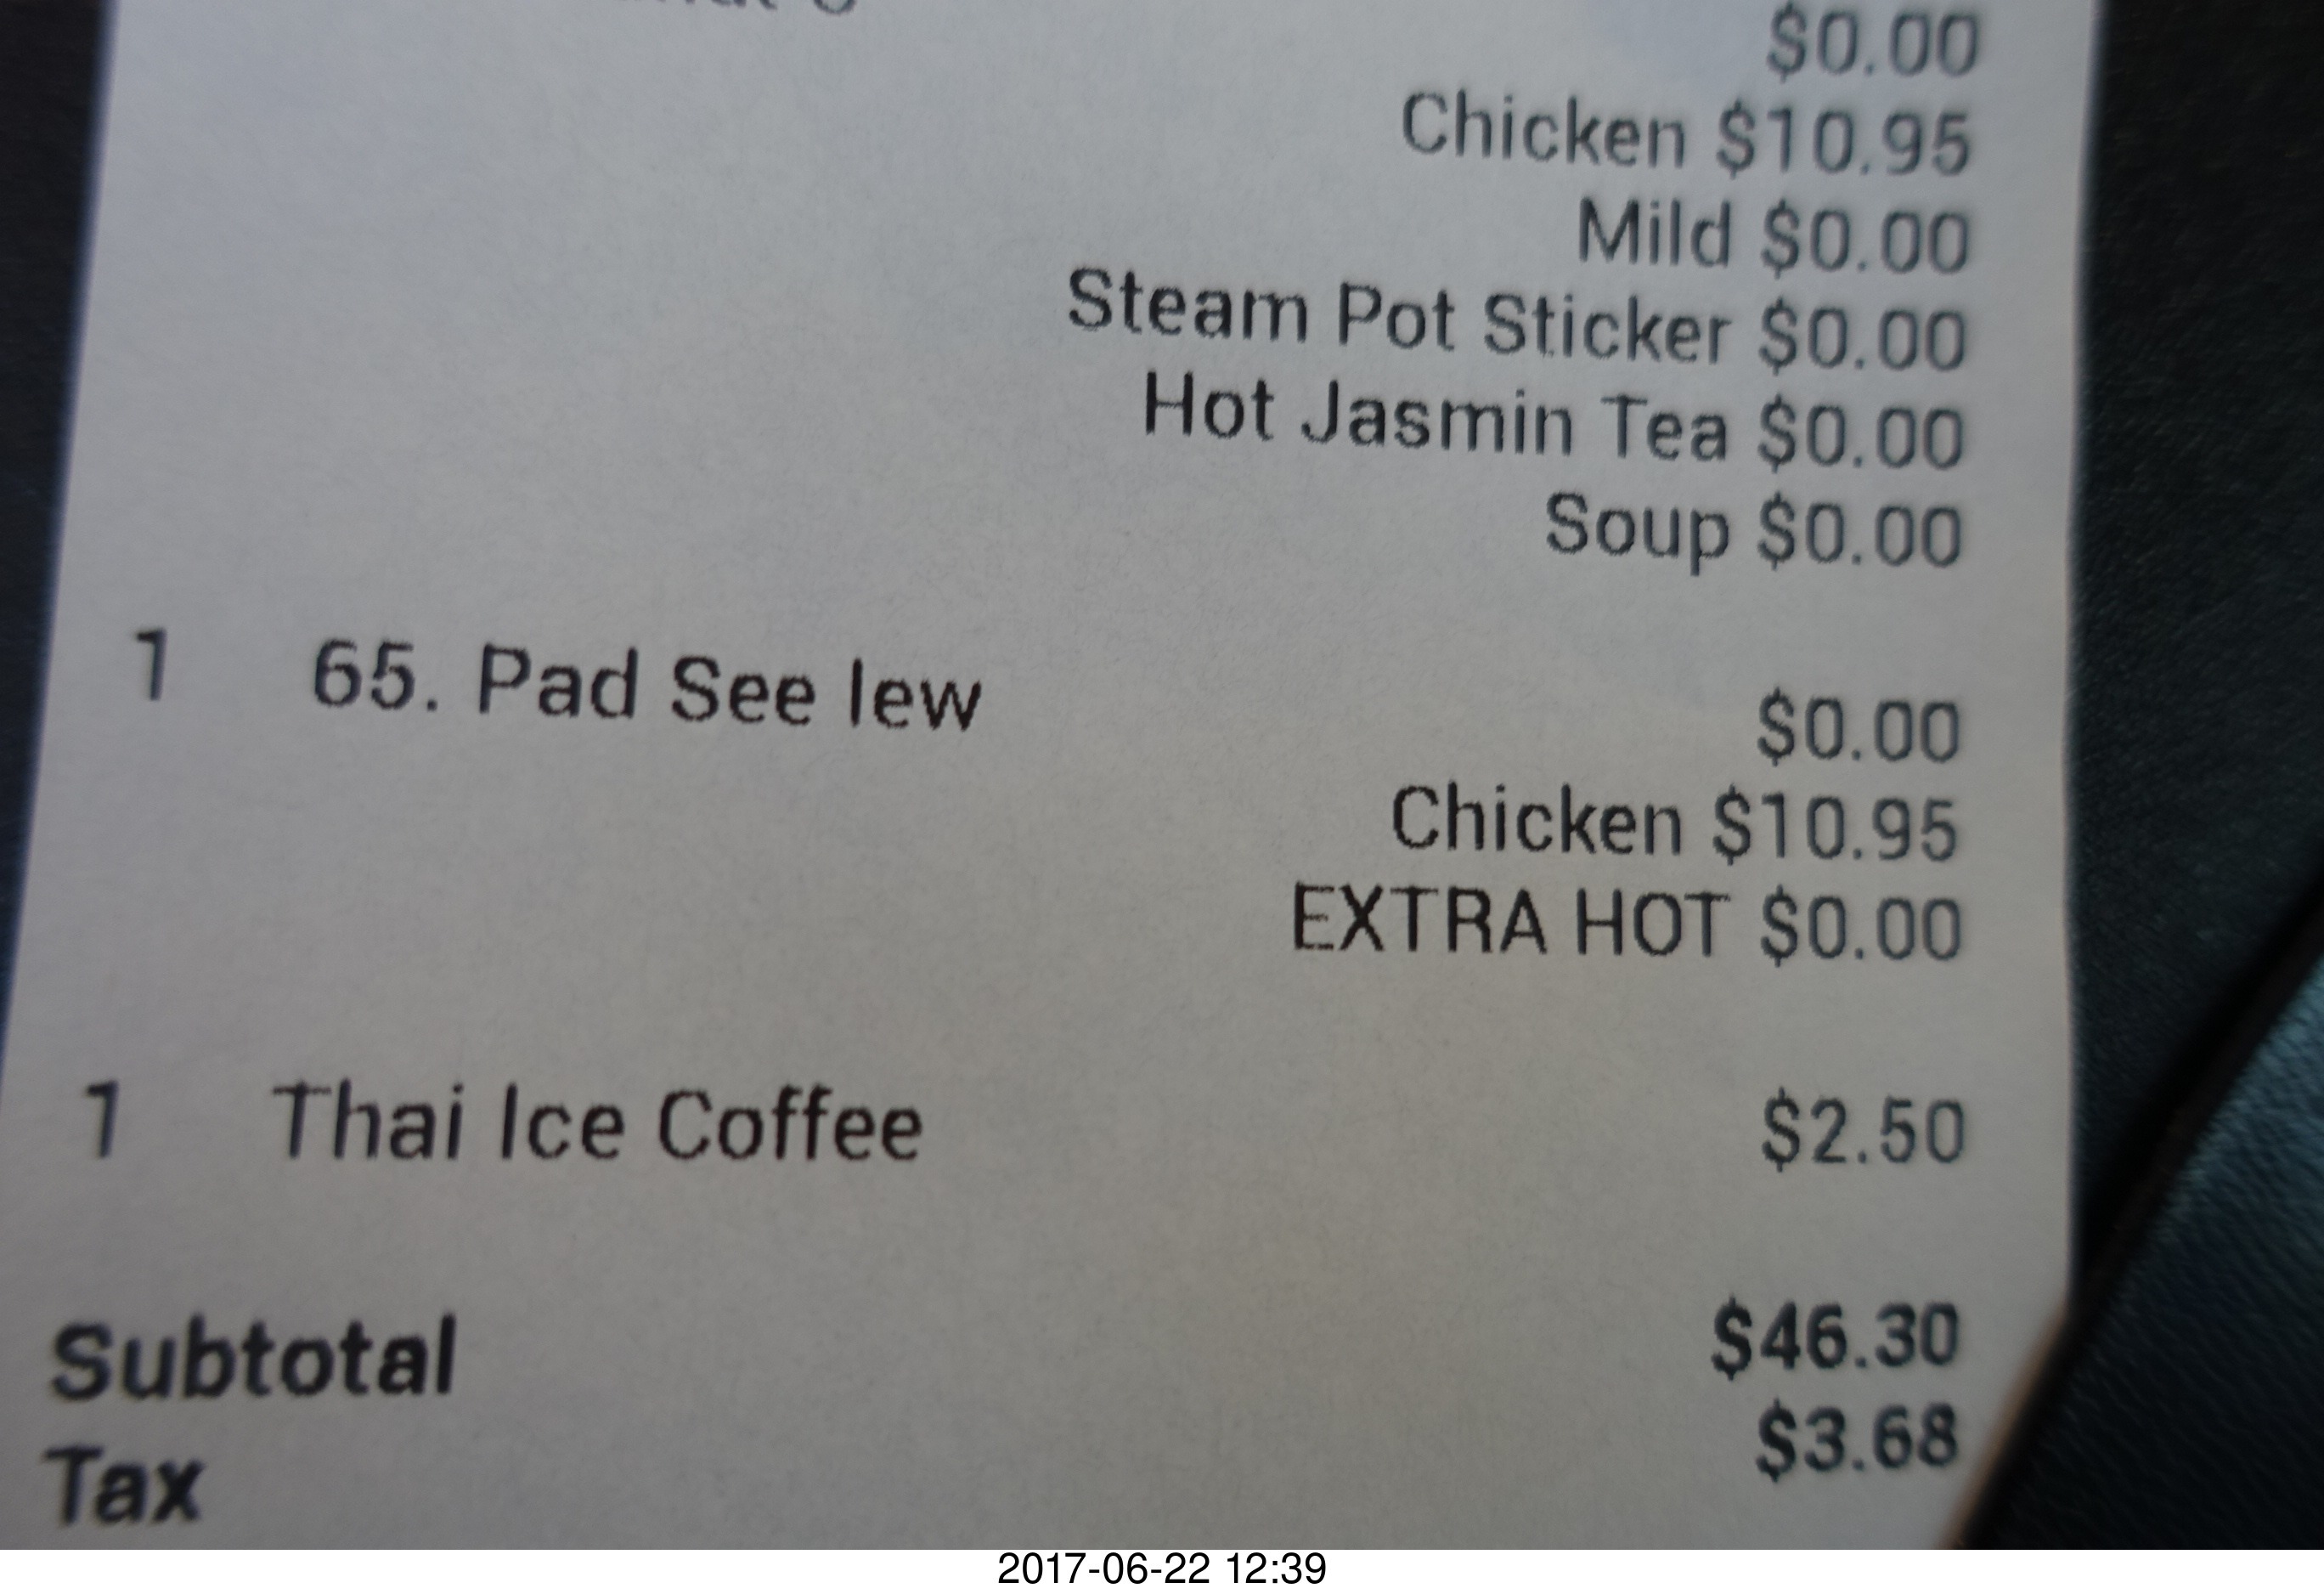 $0.00
Chicken $10.95
Mild $0.00
Steam Pot Sticker $0.00
Hot Jasmin Tea $0.00
Soup $0.00
1 65. Pad See Iew
$0.00
Chicken $10.95
EXTRA HOT $0.00
1 Thai Ice Coffee $2.50
Subtotal $46.30
Tax $3.68
2017-06-22 12:39